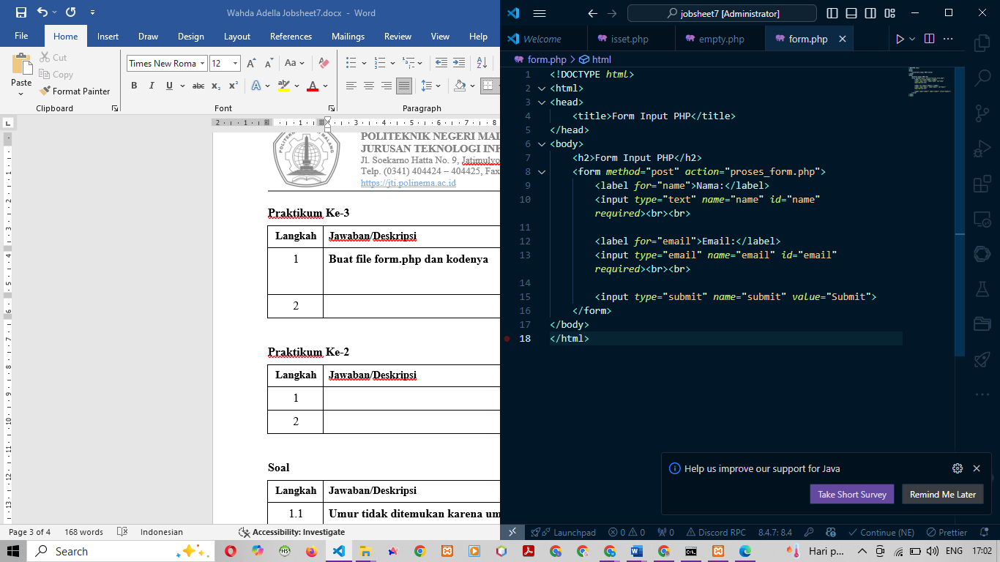 Wahda Adella Jobsheet7.docx - Word
File Home Insert Draw Design Layout References Mailings Review View Help
Paste
Cut
Copy
Format Painter
Clipboard
Times New Roma
12
Aa
B I U abc x₂ x²
Font
Paragraph
POLITEKNIK NEGERI MAL
JURUSAN TEKNOLOGI INF
Jl. Soekarno Hatta No. 9, Jatimulyo
Telp. (0341) 404424 – 404425, Fax
https://jti.polinema.ac.id
Praktikum Ke-3
Langkah Jawaban/Deskripsi
1 Buat file form.php dan kodenya
2
Praktikum Ke-2
Langkah Jawaban/Deskripsi
1
2
Soal
Langkah Jawaban/Deskripsi
1.1 Umur tidak ditemukan karena um
Page 3 of 4 168 words Indonesian Accessibility: Investigate
jobsheet7 [Administrator]
Welcome isset.php empty.php form.php
form.php > html
1 <!DOCTYPE html>
2 <html>
3 <head>
4 <title>Form Input PHP</title>
5 </head>
6 <body>
7 <h2>Form Input PHP</h2>
8 <form method="post" action="proses_form.php">
9 <label for="name">Nama:</label>
10 <input type="text" name="name" id="name"
required><br><br>
11
12 <label for="email">Email:</label>
13 <input type="email" name="email" id="email"
required><br><br>
14
15 <input type="submit" name="submit" value="Submit">
16 </form>
17 </body>
18 </html>
Help us improve our support for Java
Take Short Survey Remind Me Later
Launchpad 0 0 0 Discord RPC 8.4.7: 8.4 Continue (NE) Prettier
Search
Hari p... ENG 17:02